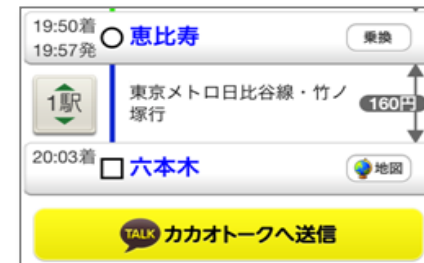 19:50着
19:57発
恵比寿
乗換
1駅
東京メトロ日比谷線・竹ノ
塚行
160円
20:03着
六本木
地図
TALK カカオトークへ送信